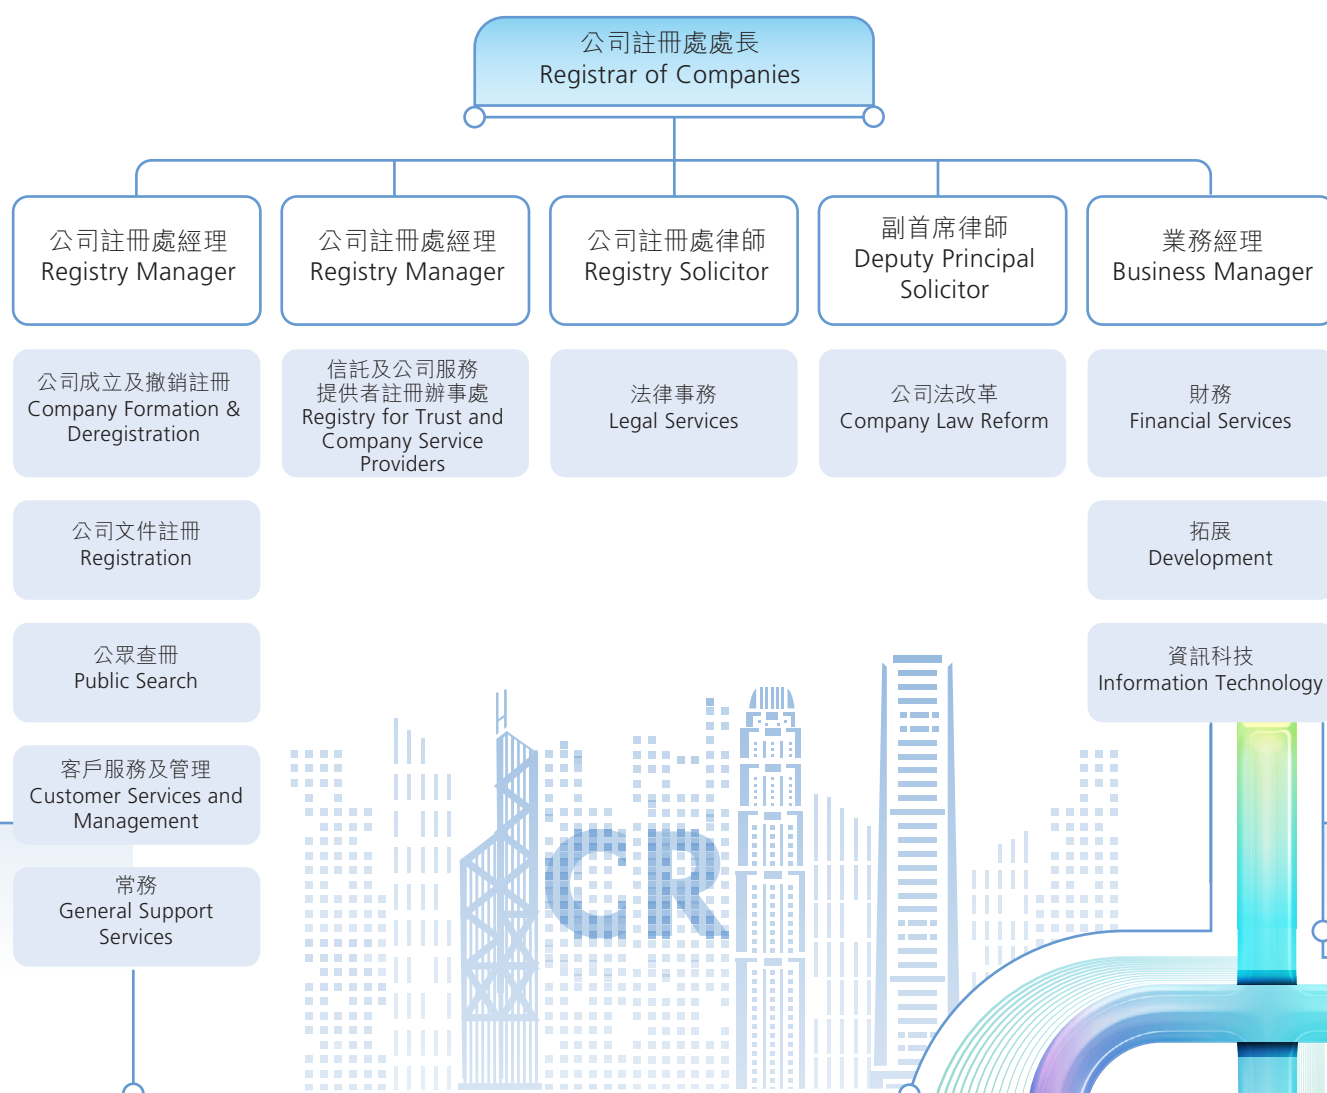 公司註冊處處長
Registrar of Companies
公司註冊處經理
Registry Manager
公司註冊處經理
Registry Manager
公司註冊處律師
Registry Solicitor
副首席律師
Deputy Principal
Solicitor
業務經理
Business Manager
公司成立及撤銷註冊
Company Formation &
Deregistration
信託及公司服務
提供者註冊辦事處
Registry for Trust and
Company Service
Providers
法律事務
Legal Services
公司法改革
Company Law Reform
財務
Financial Services
公司文件註冊
Registration
拓展
Development
公眾查冊
Public Search
資訊科技
Information Technology
客戶服務及管理
Customer Services and
Management
常務
General Support
Services
CR